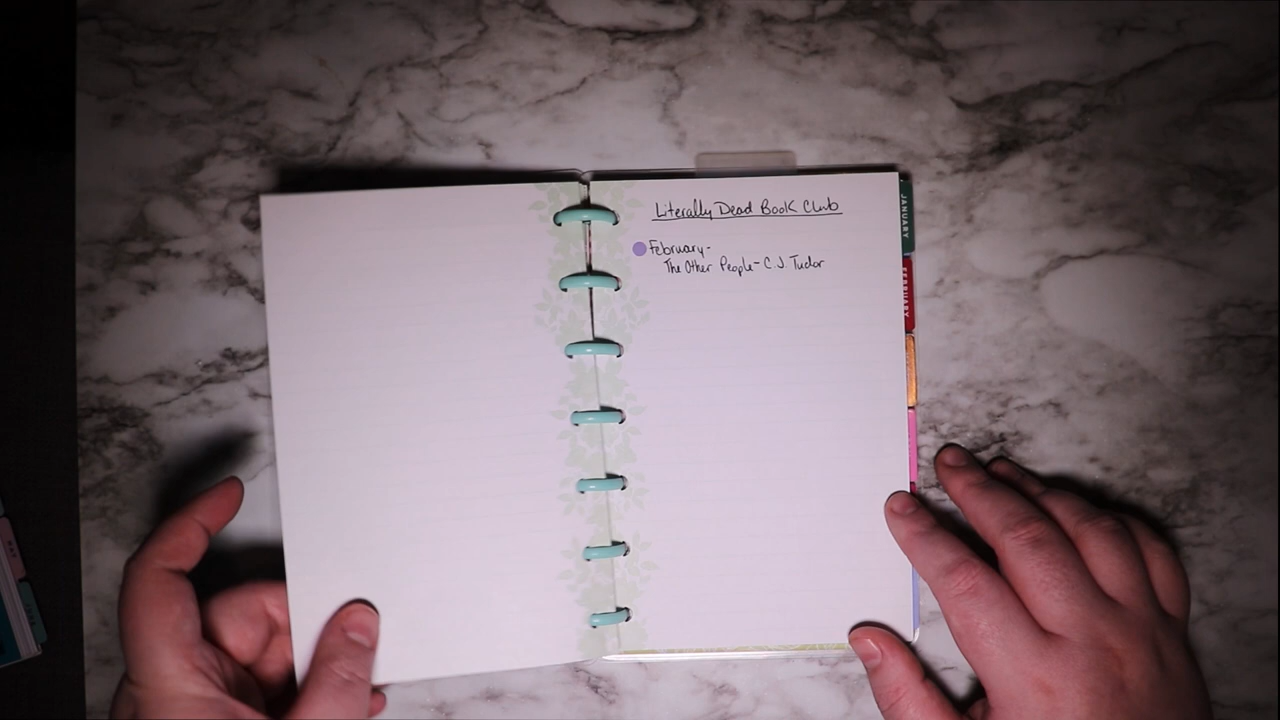 Literally Dead Book Club
February-
The Other People- C.J. Tudor
JANUARY
FEBRUARY